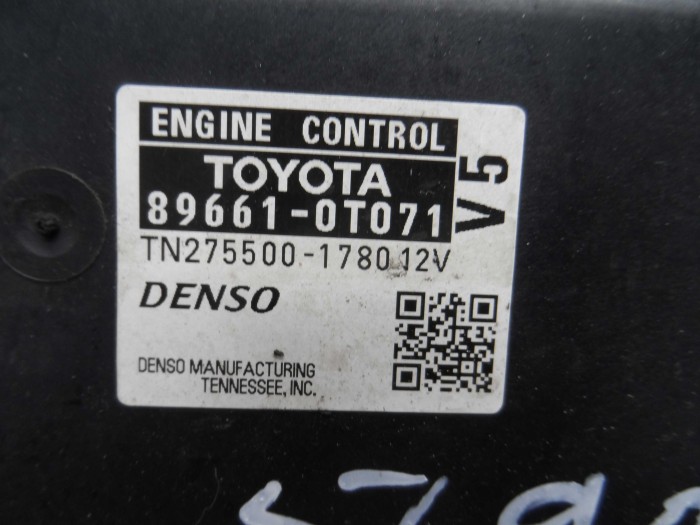 ENGINE CONTROL
TOYOTA
89661-0T071
V5
TN275500-1780 12V
DENSO
DENSO MANUFACTURING
TENNESSEE, INC.